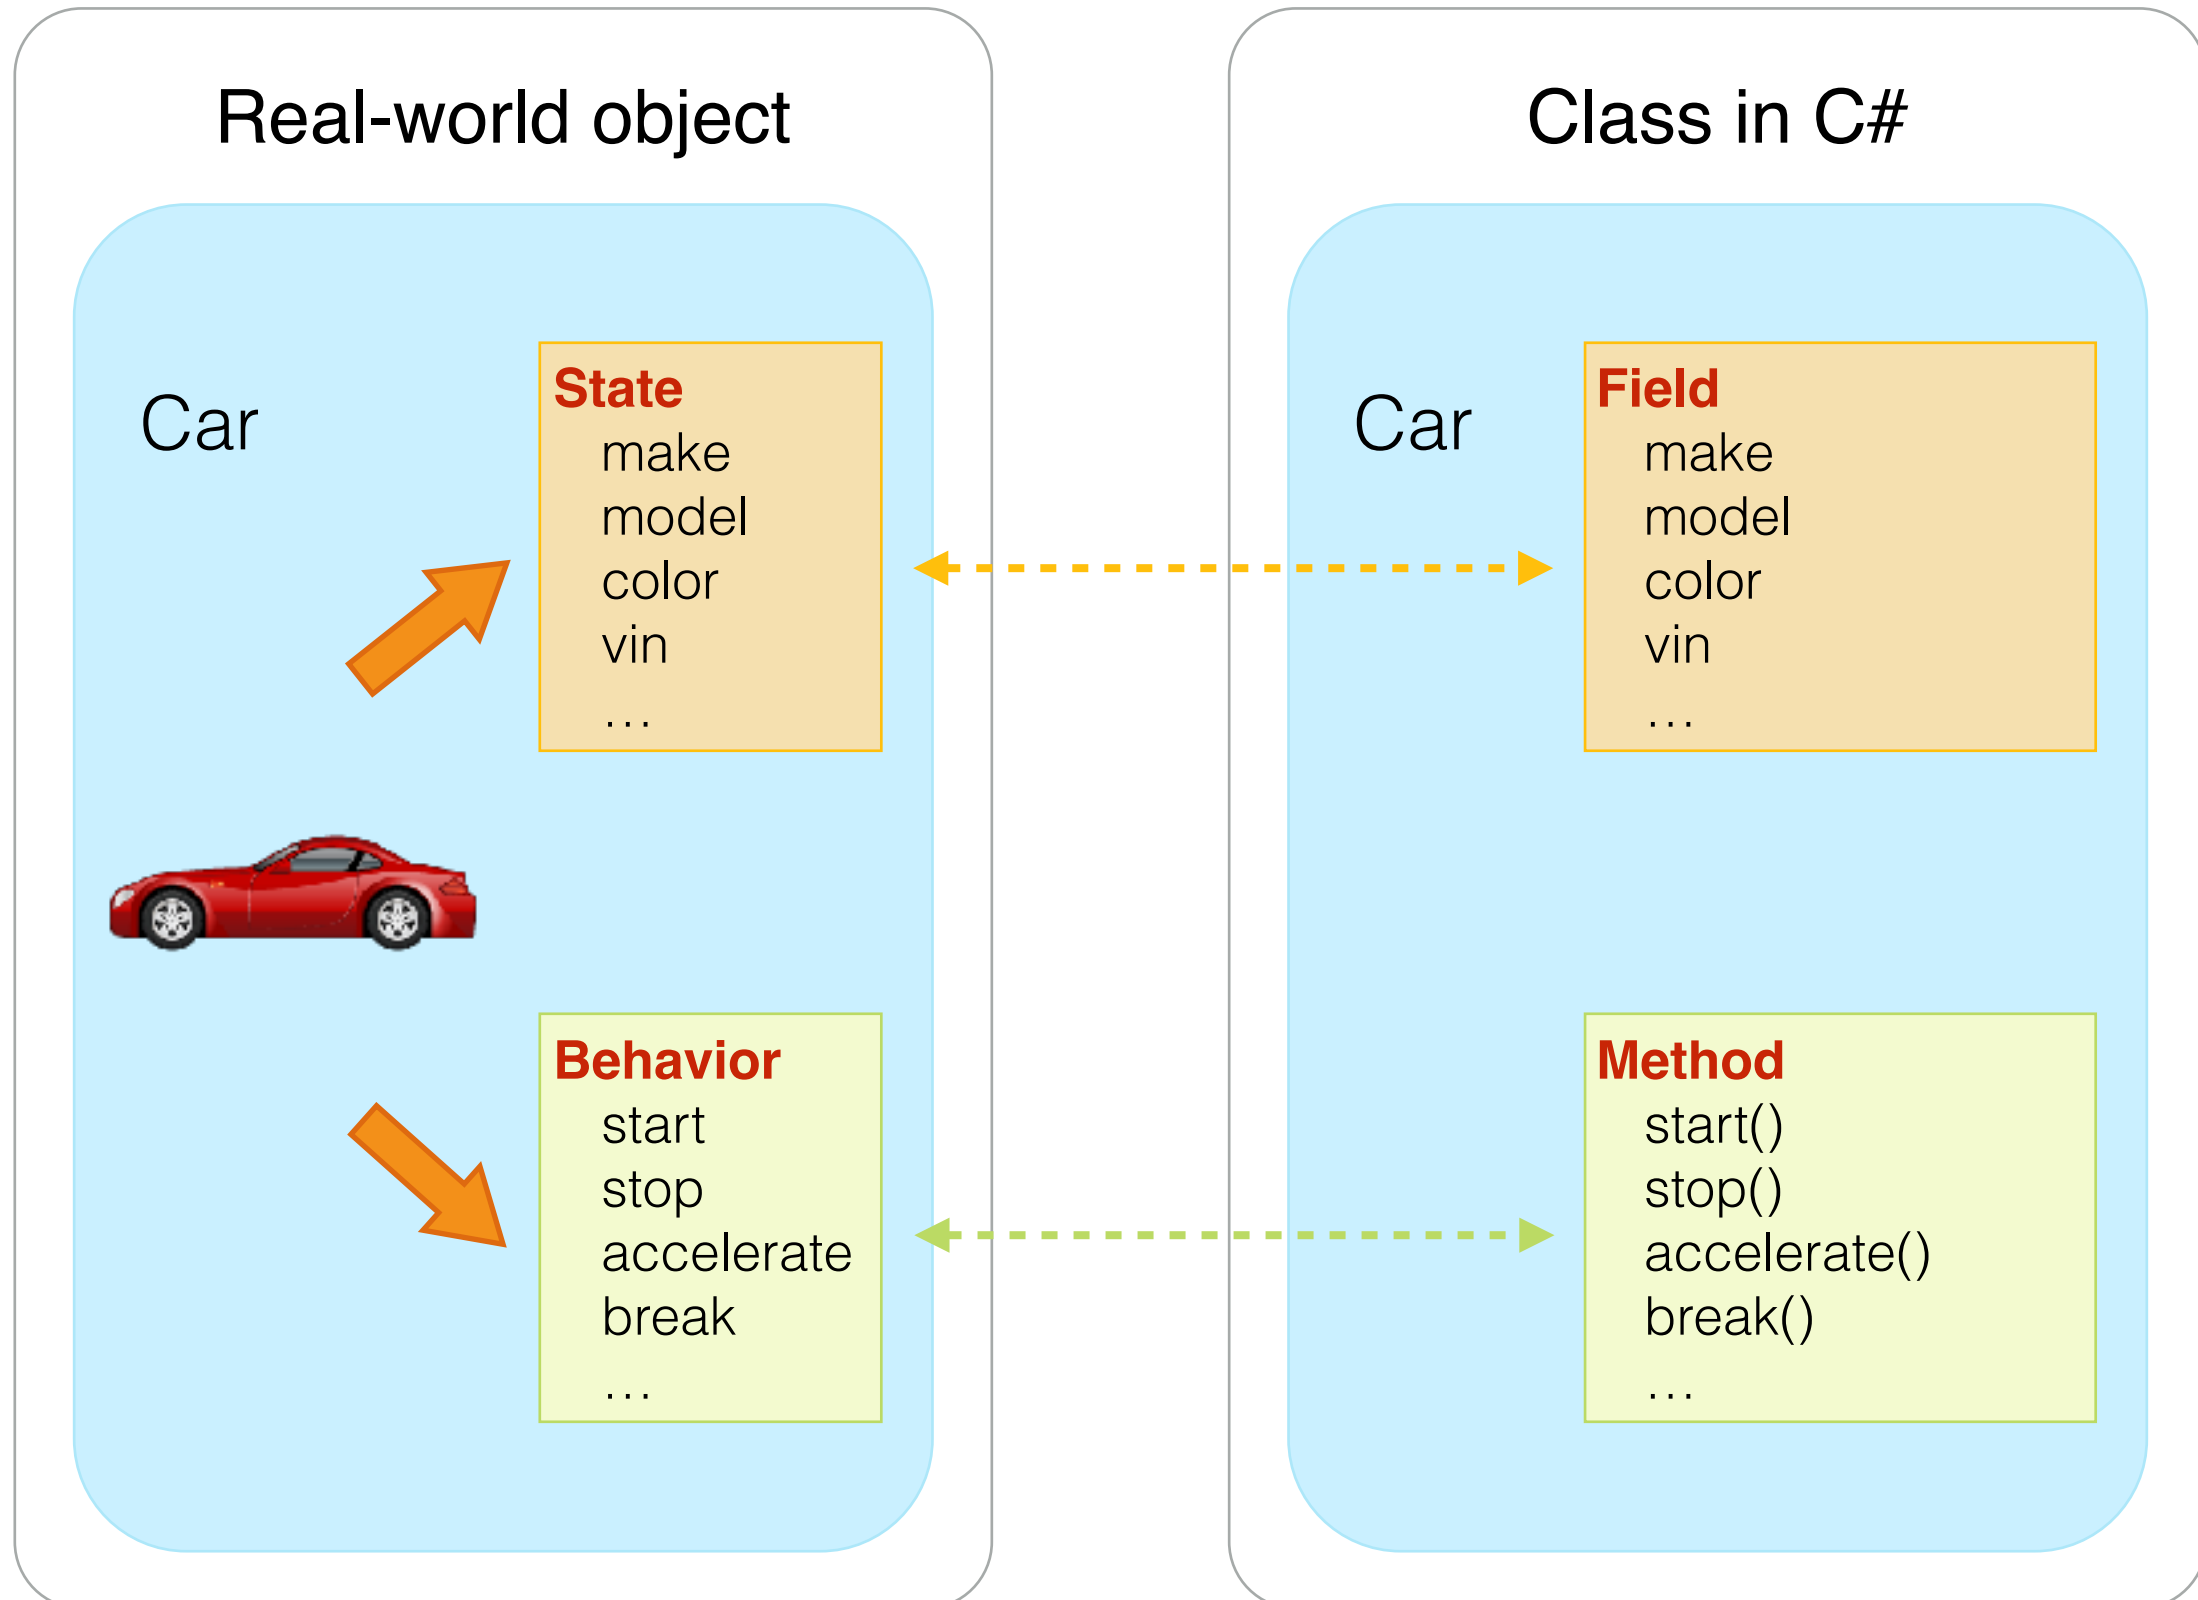 Real-world object
Car
State
make
model
color
vin
...
Behavior
start
stop
accelerate
break
...
Class in C#
Car
Field
make
model
color
vin
...
Method
start()
stop()
accelerate()
break()
...